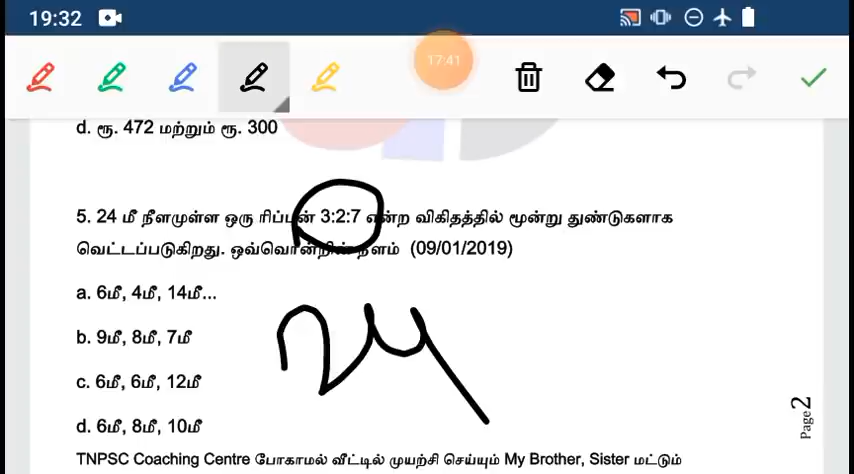 19:32
17:41
d. ரூ. 472 மற்றும் ரூ. 300
5. 24 மீ நீளமுள்ள ஒரு ரிப்பன் 3:2:7 என்ற விகிதத்தில் மூன்று துண்டுகளாக
வெட்டப்படுகிறது. ஒவ்வொன்றின் நீளம் (09/01/2019)
a. 6மீ, 4மீ, 14மீ...
b. 9மீ, 8மீ, 7மீ
24
c. 6மீ, 6மீ, 12மீ
d. 6மீ, 8மீ, 10மீ
Page2
TNPSC Coaching Centre போகாமல் வீட்டில் முயற்சி செய்யும் My Brother, Sister மட்டும்